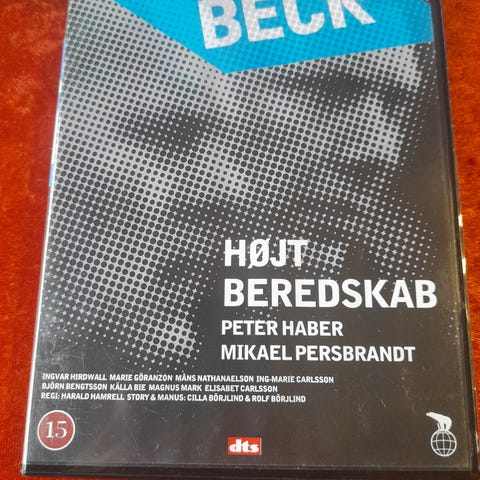 BECK
HØJT
BEREDSKAB
PETER HABER
MIKAEL PERSBRANDT
INGVAR HIRDWALL MARIE GÖRANZON MÅNS NATHANAELSON ING-MARIE CARLSSON
BJÖRN BENGTSSON KÄLLA BIE MAGNUS MARK ELISABET CARLSSON
REGI: HARALD HAMRELL STORY & MANUS: CILLA BÖRJLIND & ROLF BÖRJLIND
15
dts